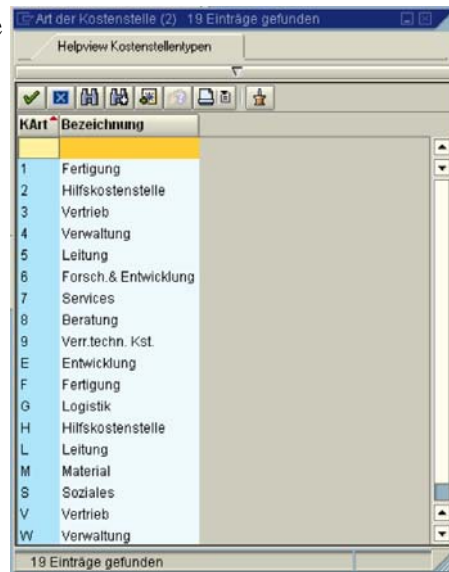 e
Art der Kostenstelle (2) 19 Einträge gefunden
Helpview Kostenstellentypen
KArt Bezeichnung
1 Fertigung
2 Hilfskostenstelle
3 Vertrieb
4 Verwaltung
5 Leitung
6 Forsch.& Entwicklung
7 Services
8 Beratung
9 Verr.techn. Kst.
E Entwicklung
F Fertigung
G Logistik
H Hilfskostenstelle
L Leitung
M Material
S Soziales
V Vertrieb
W Verwaltung
19 Einträge gefunden